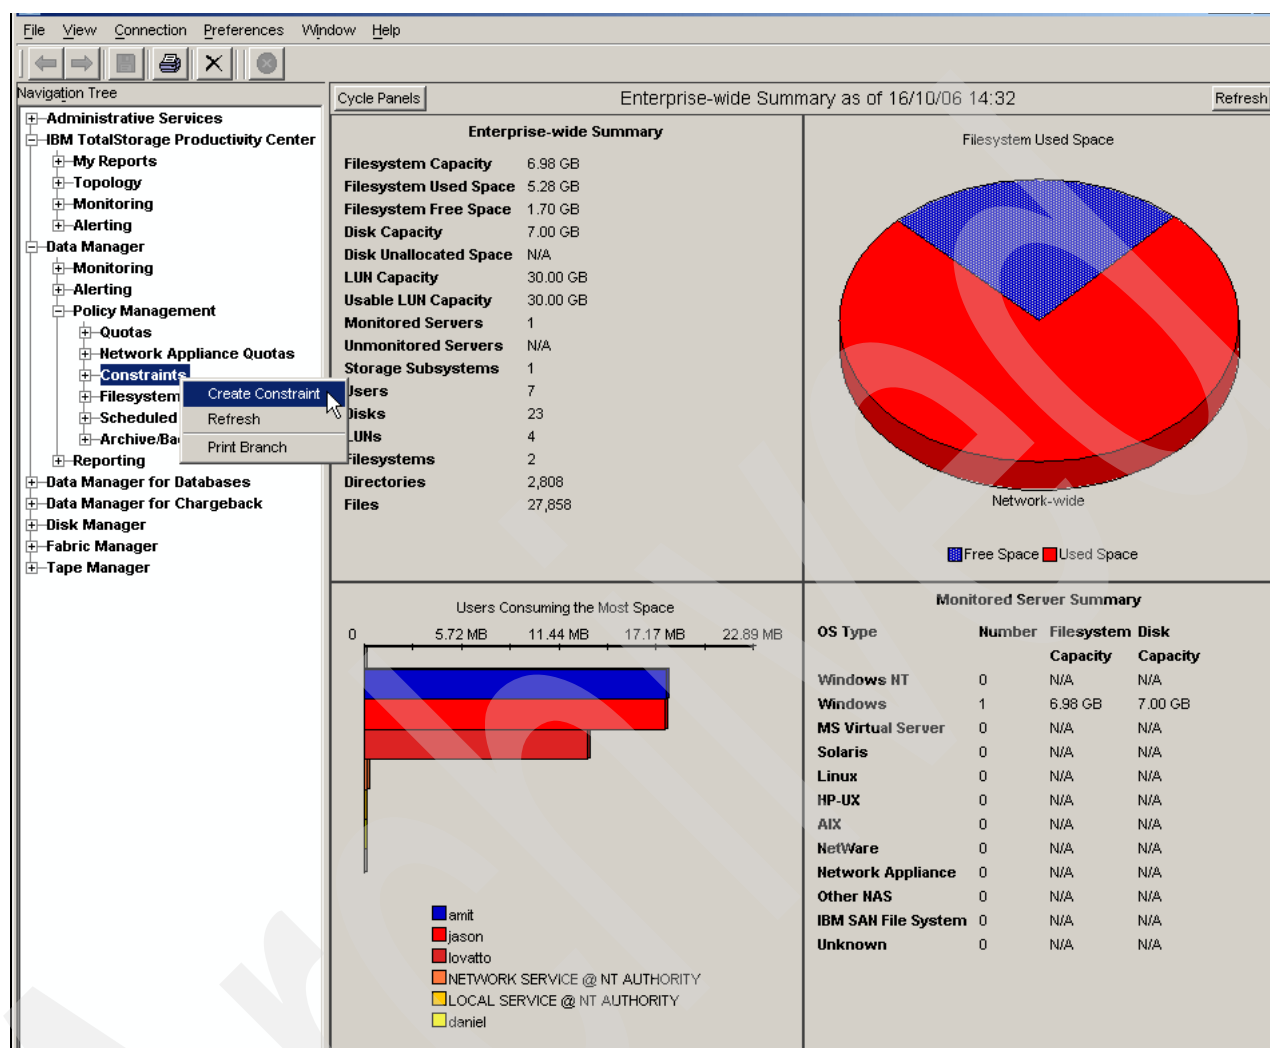 File View Connection Preferences Window Help
Navigation Tree
Administrative Services
IBM TotalStorage Productivity Center
My Reports
Topology
Monitoring
Alerting
Data Manager
Monitoring
Alerting
Policy Management
Quotas
Network Appliance Quotas
Constraints
Filesystem
Scheduled
Archive/Ba
Reporting
Data Manager for Databases
Data Manager for Chargeback
Disk Manager
Fabric Manager
Tape Manager
Create Constraint
Refresh
Print Branch
Cycle Panels Enterprise-wide Summary as of 16/10/06 14:32 Refresh
Enterprise-wide Summary
Filesystem Capacity 6.98 GB
Filesystem Used Space 5.28 GB
Filesystem Free Space 1.70 GB
Disk Capacity 7.00 GB
Disk Unallocated Space N/A
LUN Capacity 30.00 GB
Usable LUN Capacity 30.00 GB
Monitored Servers 1
Unmonitored Servers N/A
Storage Subsystems 1
Users 7
Disks 23
LUNs 4
Filesystems 2
Directories 2,808
Files 27,858
Filesystem Used Space
Network-wide
Free Space Used Space
Users Consuming the Most Space
0 5.72 MB 11.44 MB 17.17 MB 22.89 MB
amit
jason
lovatto
NETWORK SERVICE @ NT AUTHORITY
LOCAL SERVICE @ NT AUTHORITY
daniel
Monitored Server Summary
OS Type Number Filesystem Disk
Capacity Capacity
Windows NT 0 N/A N/A
Windows 1 6.98 GB 7.00 GB
MS Virtual Server 0 N/A N/A
Solaris 0 N/A N/A
Linux 0 N/A N/A
HP-UX 0 N/A N/A
AIX 0 N/A N/A
NetWare 0 N/A N/A
Network Appliance 0 N/A N/A
Other NAS 0 N/A N/A
IBM SAN File System 0 N/A N/A
Unknown 0 N/A N/A